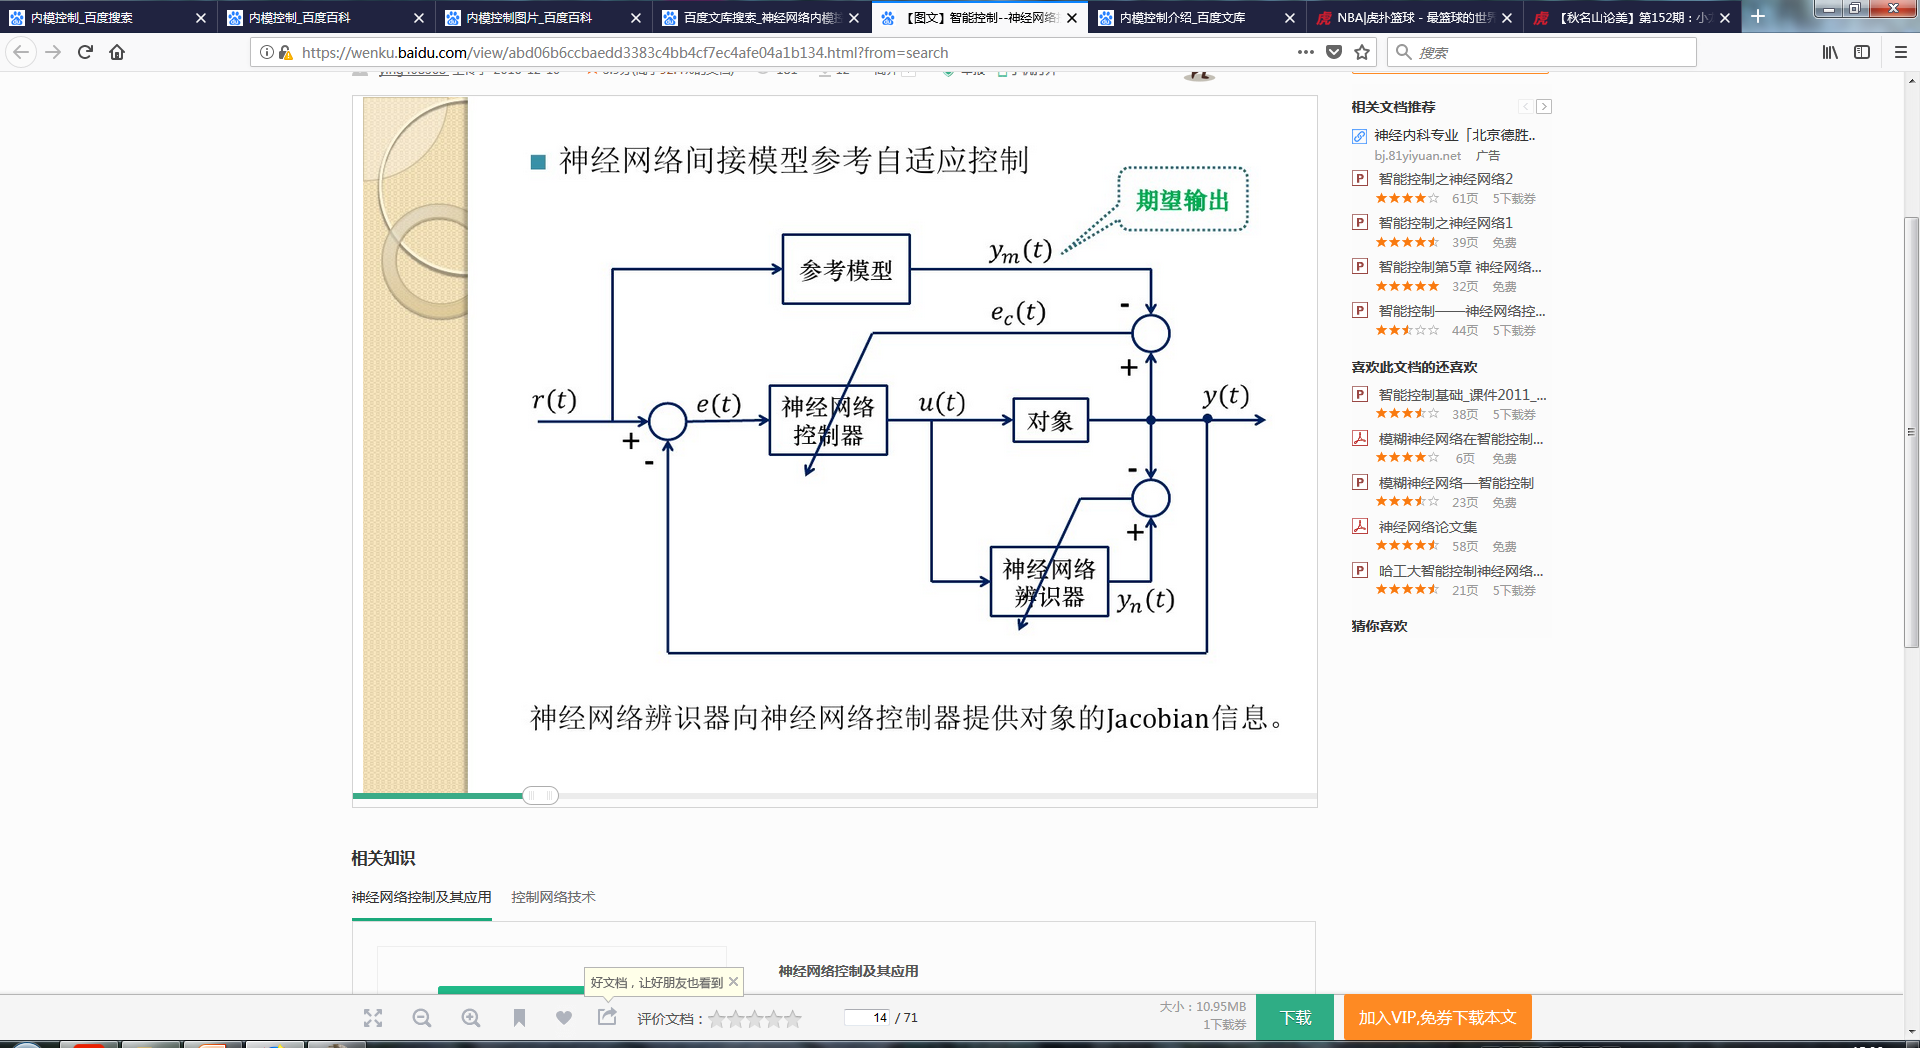 内模控制_百度搜索
内模控制_百度百科
内模控制图片_百度百科
百度文库搜索_神经网络内模控
【图文】智能控制--神经网络
内模控制介绍_百度文库
NBA|虎扑篮球 - 最篮球的世
【秋名山论美】第152期：小
https://wenku.baidu.com/view/abd06b6ccbaedd3383c4bb4cf7ec4afe04a1b134.html?from=search
搜索
神经网络间接模型参考自适应控制
期望输出
参考模型
yₘ(t)
-
e_c(t)
+
r(t)
e(t)
神经网络
控制器
u(t)
对象
y(t)
+
-
-
+
神经网络
辨识器
yₙ(t)
神经网络辨识器向神经网络控制器提供对象的Jacobian信息。
相关文档推荐
神经内科专业「北京德胜..
bj.81yiyuan.net 广告
智能控制之神经网络2
61页 5下载券
智能控制之神经网络1
39页 免费
智能控制第5章 神经网络...
32页 免费
智能控制——神经网络控...
44页 5下载券
喜欢此文档的还喜欢
智能控制基础_课件2011_...
38页 5下载券
模糊神经网络在智能控制...
6页 免费
模糊神经网络—智能控制
23页 免费
神经网络论文集
58页 免费
哈工大智能控制神经网络...
21页 5下载券
猜你喜欢
相关知识
神经网络控制及其应用 控制网络技术
神经网络控制及其应用
好文档，让好朋友也看到
评价文档：
14 / 71
大小：10.95MB
1下载券
下载
加入VIP,免券下载本文